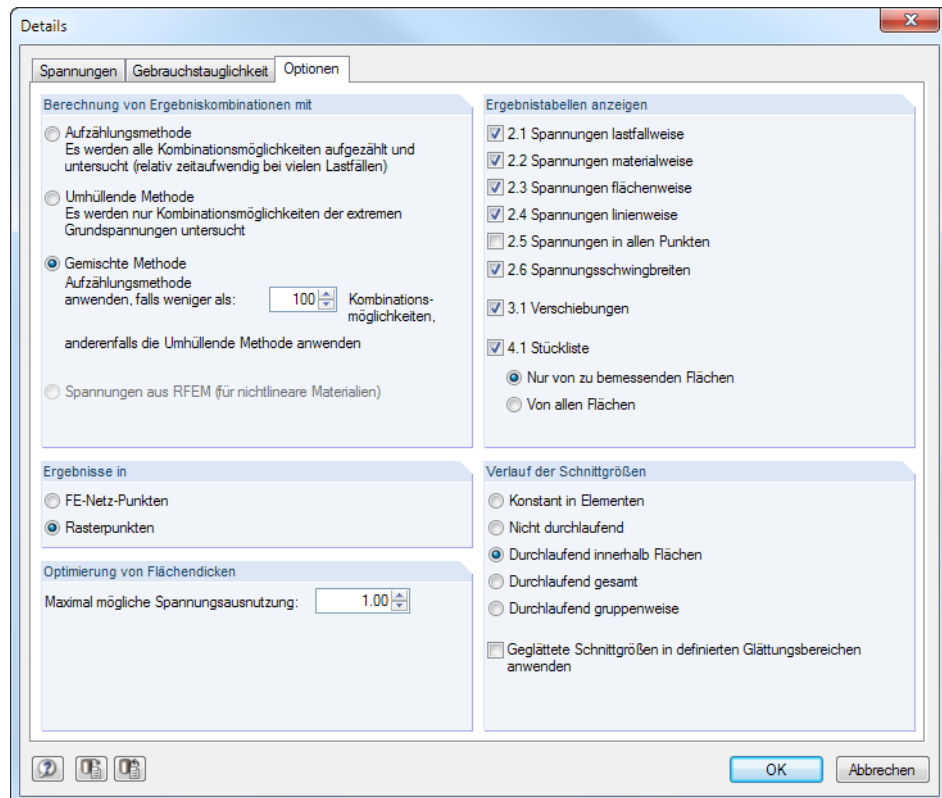 Details
Spannungen
Gebrauchstauglichkeit
Optionen
Berechnung von Ergebniskombinationen mit
Aufzählungsmethode
Es werden alle Kombinationsmöglichkeiten aufgezählt und
untersucht (relativ zeitaufwendig bei vielen Lastfällen)
Umhüllende Methode
Es werden nur Kombinationsmöglichkeiten der extremen
Grundspannungen untersucht
Gemischte Methode
Aufzählungsmethode
anwenden, falls weniger als: 100 Kombinations-
möglichkeiten,
anderenfalls die Umhüllende Methode anwenden
Spannungen aus RFEM (für nichtlineare Materialien)
Ergebnisse in
FE-Netz-Punkten
Rasterpunkten
Optimierung von Flächendicken
Maximal mögliche Spannungsausnutzung: 1.00
Ergebnistabellen anzeigen
2.1 Spannungen lastfallweise
2.2 Spannungen materialweise
2.3 Spannungen flächenweise
2.4 Spannungen linienweise
2.5 Spannungen in allen Punkten
2.6 Spannungsschwingbreiten
3.1 Verschiebungen
4.1 Stückliste
Nur von zu bemessenden Flächen
Von allen Flächen
Verlauf der Schnittgrößen
Konstant in Elementen
Nicht durchlaufend
Durchlaufend innerhalb Flächen
Durchlaufend gesamt
Durchlaufend gruppenweise
Geglättete Schnittgrößen in definierten Glättungsbereichen
anwenden
OK
Abbrechen